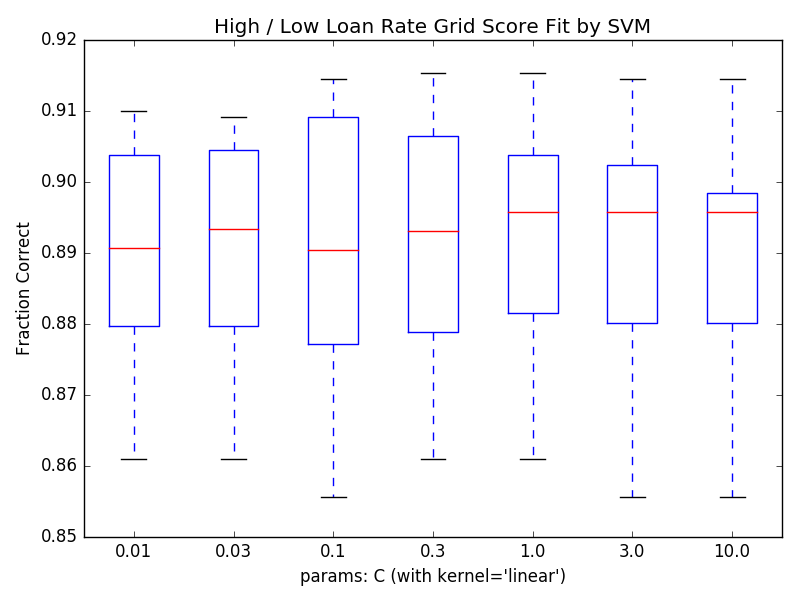 High / Low Loan Rate Grid Score Fit by SVM
0.92
0.91
0.90
0.89
0.88
0.87
0.86
0.85
Fraction Correct
0.01 0.03 0.1 0.3 1.0 3.0 10.0
params: C (with kernel='linear')